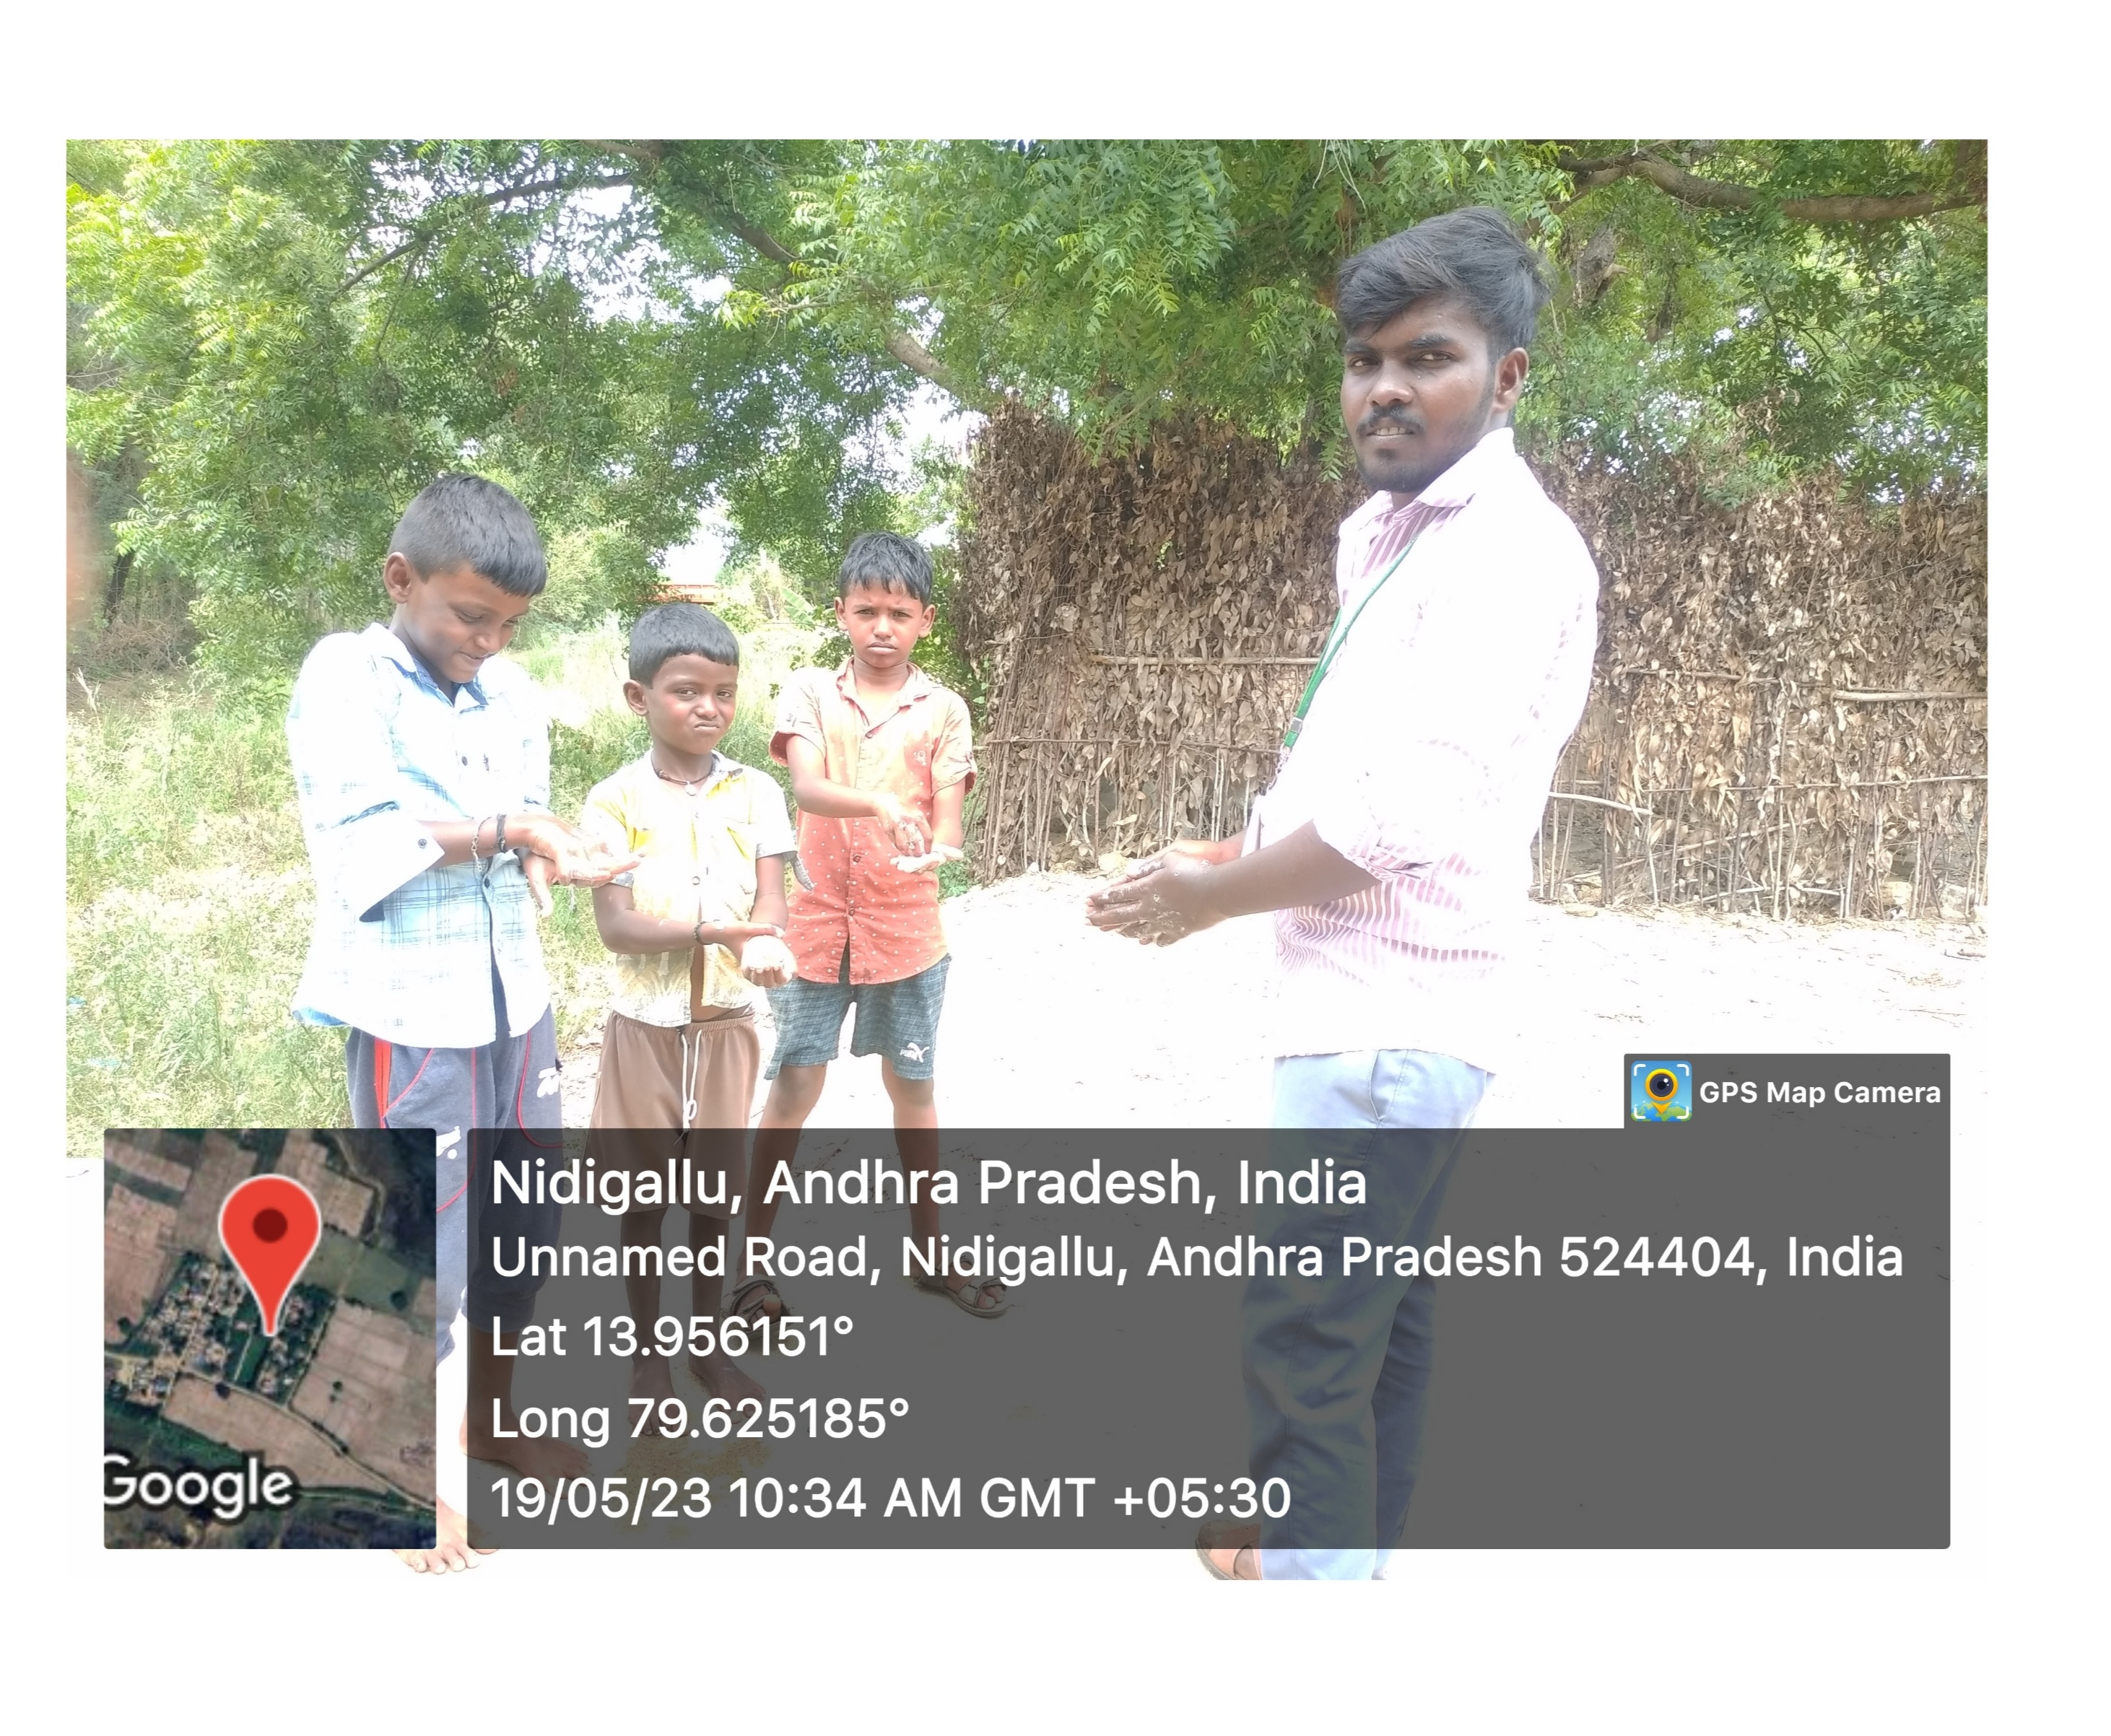 GPS Map Camera
Nidigallu, Andhra Pradesh, India
Unnamed Road, Nidigallu, Andhra Pradesh 524404, India
Lat 13.956151°
Long 79.625185°
19/05/23 10:34 AM GMT +05:30
Google